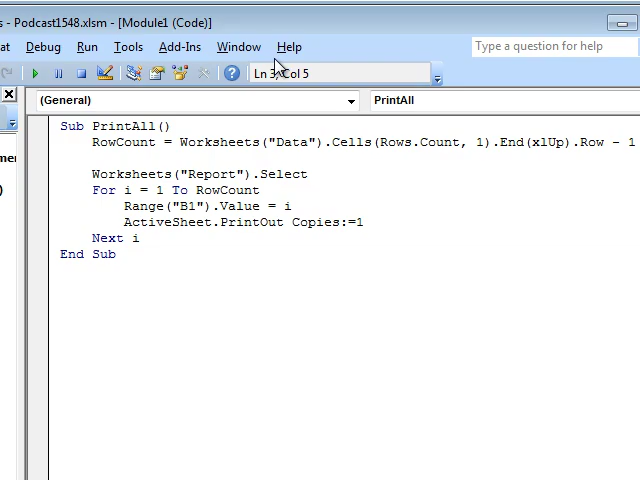 s - Podcast1548.xlsm - [Module1 (Code)]
at Debug Run Tools Add-Ins Window Help Type a question for help
Ln 3, Col 5
(General) PrintAll
Sub PrintAll()
RowCount = Worksheets("Data").Cells(Rows.Count, 1).End(xlUp).Row - 1
Worksheets("Report").Select
For i = 1 To RowCount
Range("B1").Value = i
ActiveSheet.PrintOut Copies:=1
Next i
End Sub